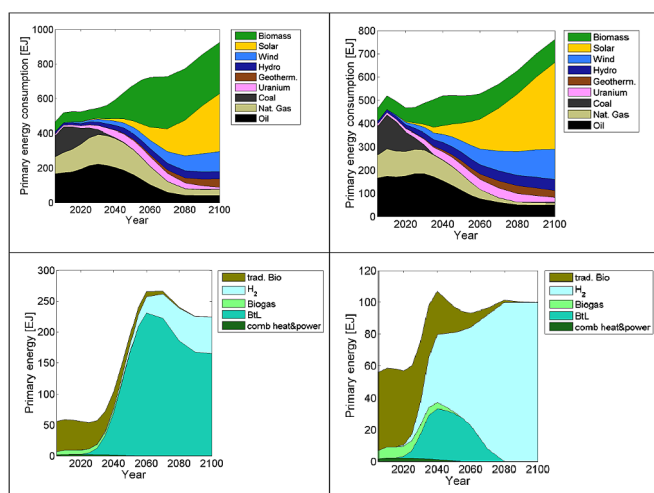 1000
800
600
400
200
0
Primary energy consumption [EJ]
2020 2040 2060 2080 2100
Year
Biomass
Solar
Wind
Hydro
Geotherm.
Uranium
Coal
Nat. Gas
Oil
800
700
600
500
400
300
200
100
0
Primary energy consumption [EJ]
2020 2040 2060 2080 2100
Year
Biomass
Solar
Wind
Hydro
Geotherm.
Uranium
Coal
Nat. Gas
Oil
300
250
200
150
100
50
0
Primary energy [EJ]
2020 2040 2060 2080 2100
Year
trad. Bio
H2
Biogas
BtL
comb heat&power
120
100
80
60
40
20
0
Primary energy [EJ]
2020 2040 2060 2080 2100
Year
trad. Bio
H2
Biogas
BtL
comb heat&power